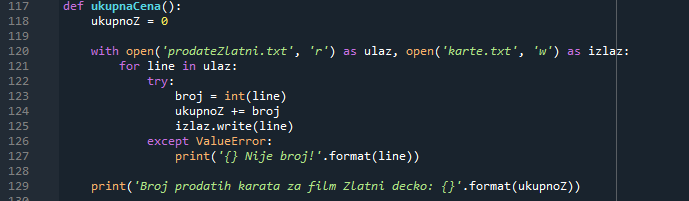 117 def ukupnaCena():
118     ukupnoZ = 0
119
120     with open('prodateZlatni.txt', 'r') as ulaz, open('karte.txt', 'w') as izlaz:
121         for line in ulaz:
122             try:
123                 broj = int(line)
124                 ukupnoZ += broj
125                 izlaz.write(line)
126             except ValueError:
127                 print('{} Nije broj!'.format(line))
128
129     print('Broj prodatih karata za film Zlatni decko: {}'.format(ukupnoZ))
130